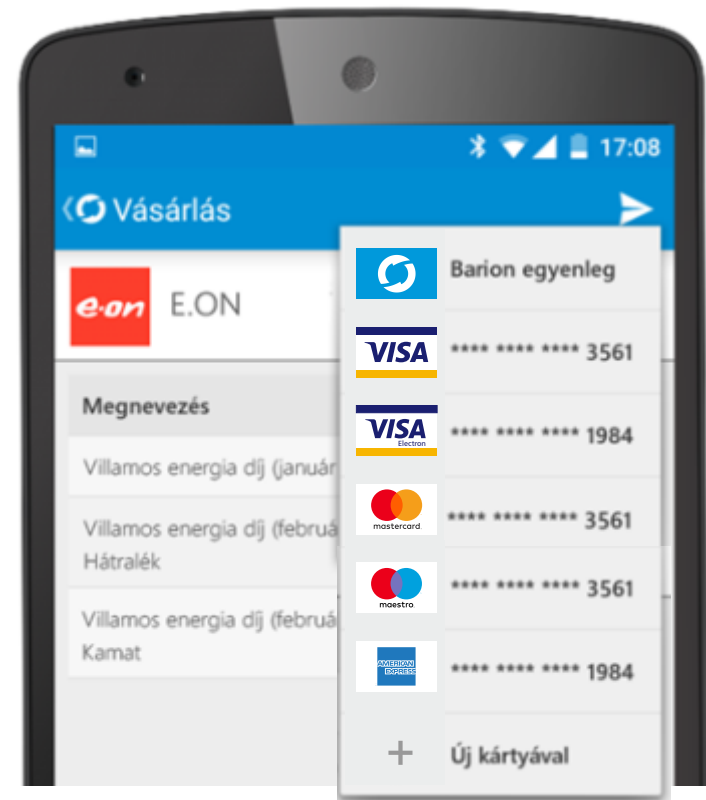 17:08
Vásárlás
e·on E.ON
Megnevezés
Villamos energia díj (január
Villamos energia díj (februá
Hátralék
Villamos energia díj (februá
Kamat
Barion egyenleg
VISA **** **** **** 3561
VISA Electron **** **** **** 1984
mastercard **** **** **** 3561
maestro **** **** **** 3561
AMERICAN EXPRESS **** **** **** 1984
+ Új kártyával